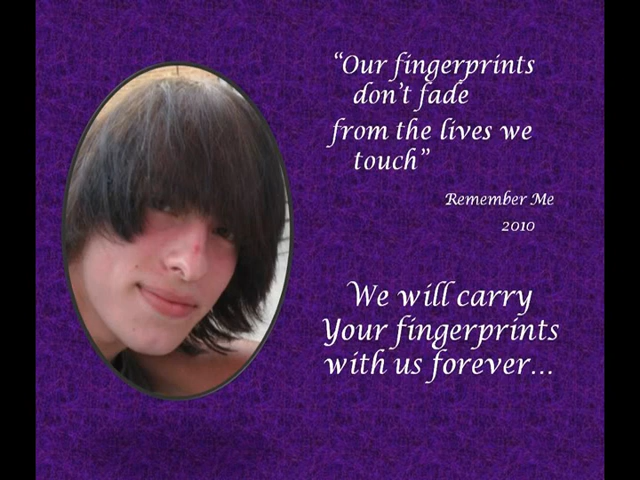 “Our fingerprints
don't fade
from the lives we
touch”
Remember Me
2010
We will carry
Your fingerprints
with us forever...